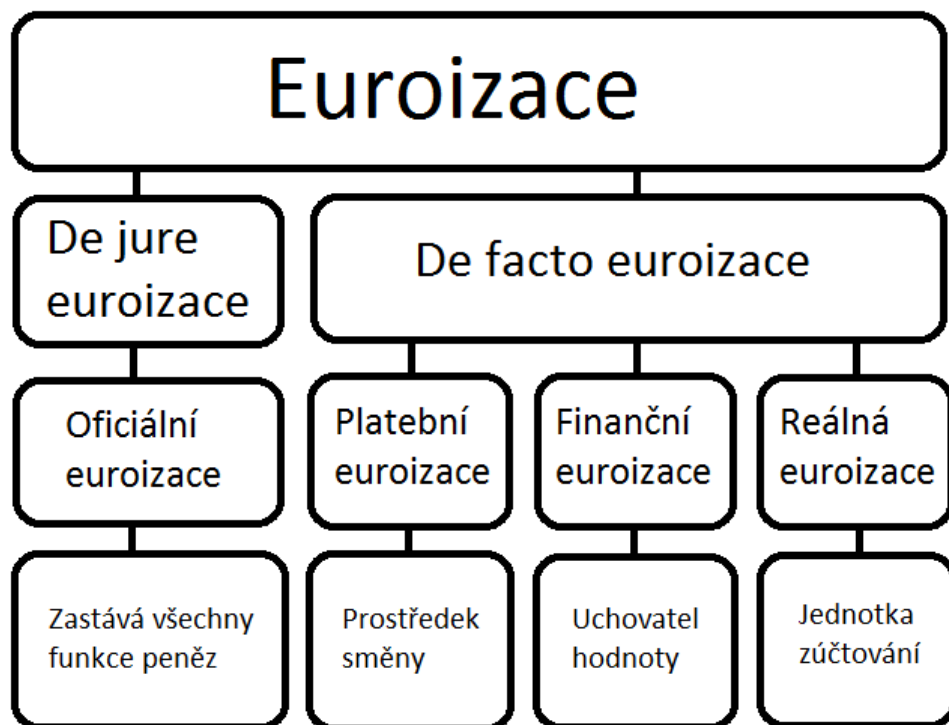 Euroizace
De jure
euroizace
De facto euroizace
Oficiální
euroizace
Platební
euroizace
Finanční
euroizace
Reálná
euroizace
Zastává všechny
funkce peněz
Prostředek
směny
Uchovatel
hodnoty
Jednotka
zúčtování